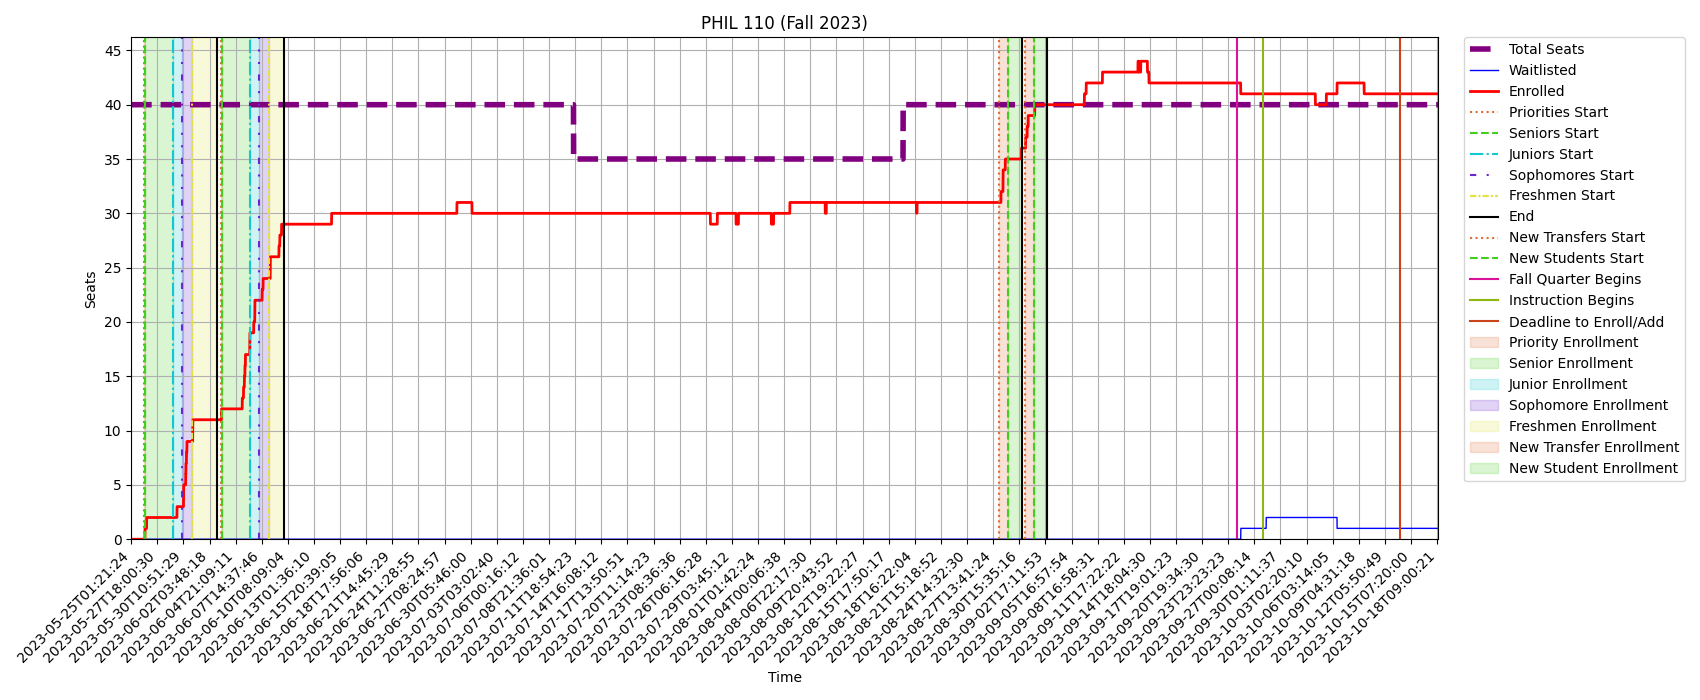 PHIL 110 (Fall 2023)
Seats
45
40
35
30
25
20
15
10
5
0
2023-05-25T01:21:24
2023-05-27T18:00:30
2023-05-30T10:51:29
2023-06-02T03:48:18
2023-06-04T21:09:11
2023-06-07T14:37:46
2023-06-10T08:09:04
2023-06-13T01:36:10
2023-06-15T20:39:05
2023-06-18T17:56:06
2023-06-21T14:45:29
2023-06-24T11:28:55
2023-06-27T08:24:57
2023-06-30T05:46:00
2023-07-03T03:02:40
2023-07-06T00:16:12
2023-07-08T21:36:01
2023-07-11T18:54:23
2023-07-14T16:08:12
2023-07-17T13:50:51
2023-07-20T11:14:23
2023-07-23T08:36:36
2023-07-26T06:16:28
2023-07-29T03:45:12
2023-08-01T01:42:24
2023-08-04T00:06:38
2023-08-06T22:17:30
2023-08-09T20:43:52
2023-08-12T19:22:27
2023-08-15T17:50:17
2023-08-18T16:22:04
2023-08-21T15:18:52
2023-08-24T14:32:30
2023-08-27T13:41:24
2023-08-30T15:35:16
2023-09-02T17:11:53
2023-09-05T16:57:54
2023-09-08T16:58:31
2023-09-11T17:22:22
2023-09-14T18:04:30
2023-09-17T19:01:23
2023-09-20T19:34:30
2023-09-23T23:23:23
2023-09-27T00:08:14
2023-09-30T01:11:37
2023-10-03T02:20:10
2023-10-06T03:14:05
2023-10-09T04:31:18
2023-10-12T05:50:49
2023-10-15T07:20:00
2023-10-18T09:00:21
Time
Total Seats
Waitlisted
Enrolled
Priorities Start
Seniors Start
Juniors Start
Sophomores Start
Freshmen Start
End
New Transfers Start
New Students Start
Fall Quarter Begins
Instruction Begins
Deadline to Enroll/Add
Priority Enrollment
Senior Enrollment
Junior Enrollment
Sophomore Enrollment
Freshmen Enrollment
New Transfer Enrollment
New Student Enrollment